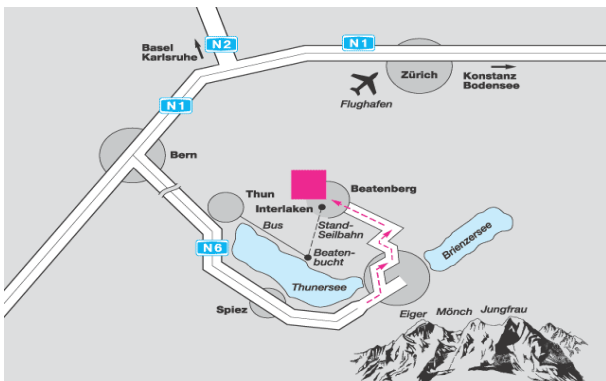 N2
N1
Basel
Karlsruhe
Zürich
Konstanz
Bodensee
Flughafen
N1
Bern
Thun
Beatenberg
Interlaken
Bus
Stand-
Seilbahn
N6
Beaten-
bucht
Brienzersee
Thunersee
Spiez
Eiger Mönch Jungfrau